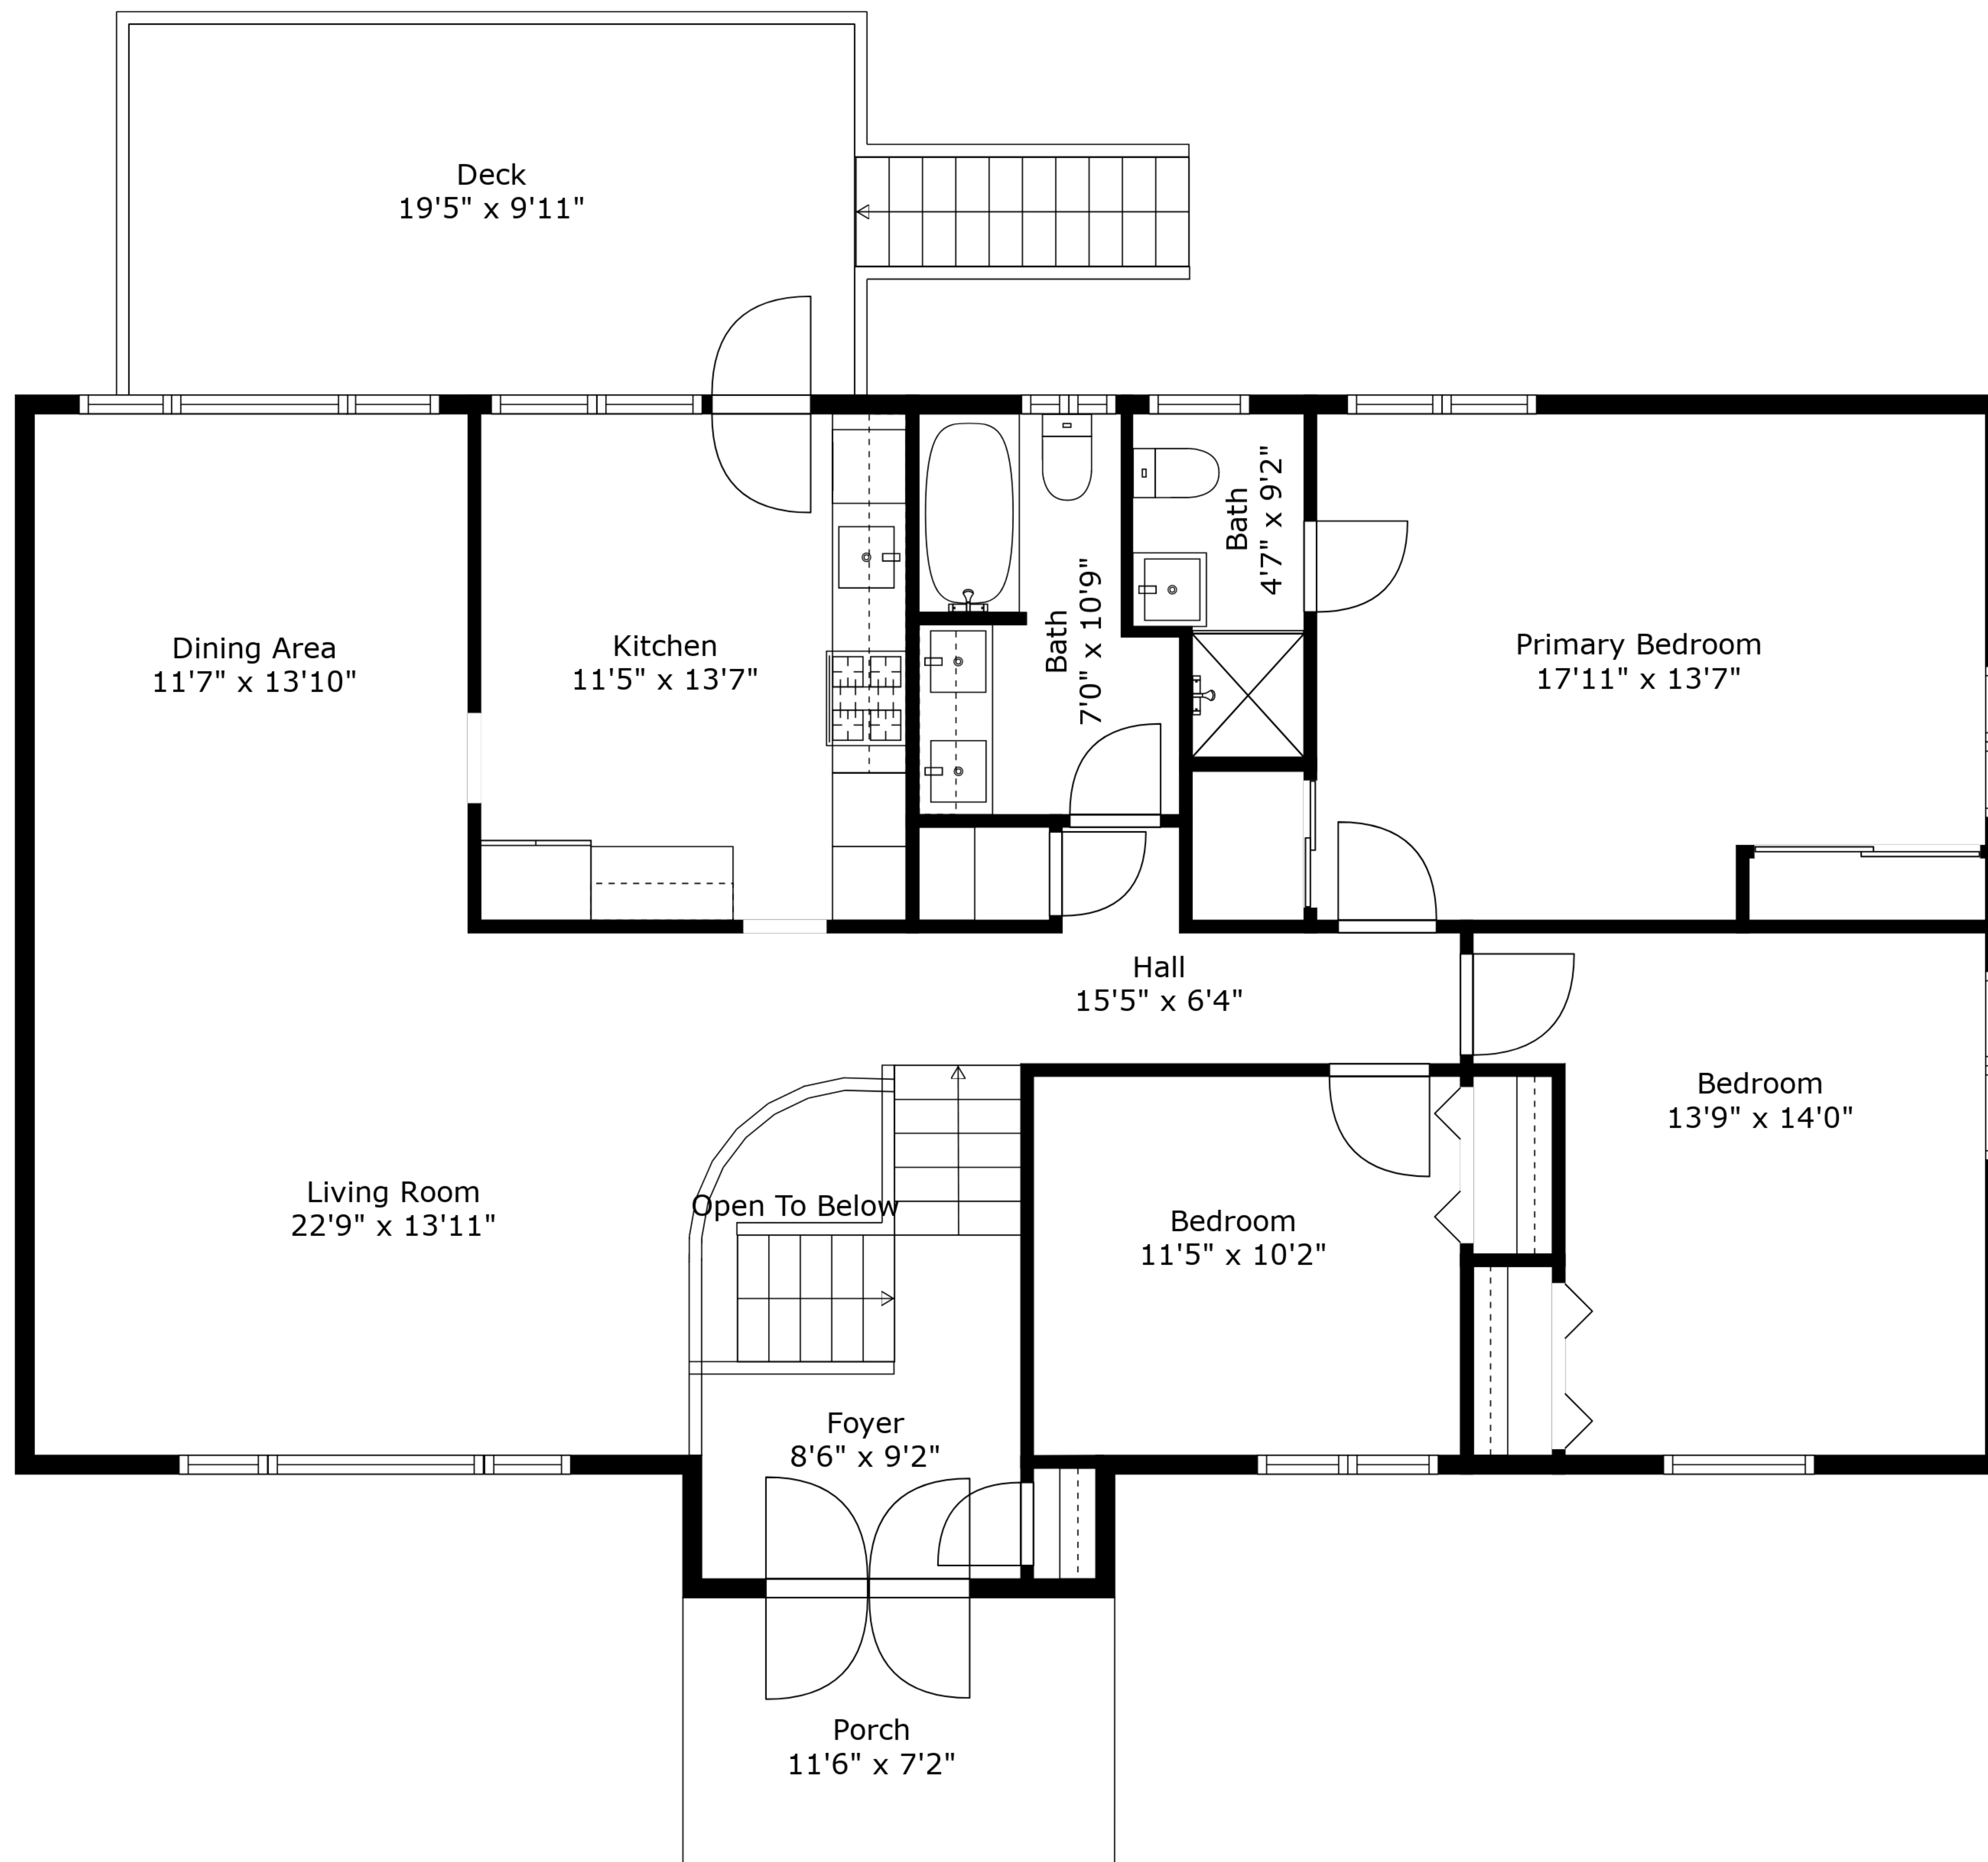 Deck
19'5" x 9'11"
Dining Area
11'7" x 13'10"
Kitchen
11'5" x 13'7"
Bath
7'0" x 10'9"
Bath
4'7" x 9'2"
Primary Bedroom
17'11" x 13'7"
Hall
15'5" x 6'4"
Bedroom
13'9" x 14'0"
Living Room
22'9" x 13'11"
Open To Below
Bedroom
11'5" x 10'2"
Foyer
8'6" x 9'2"
Porch
11'6" x 7'2"